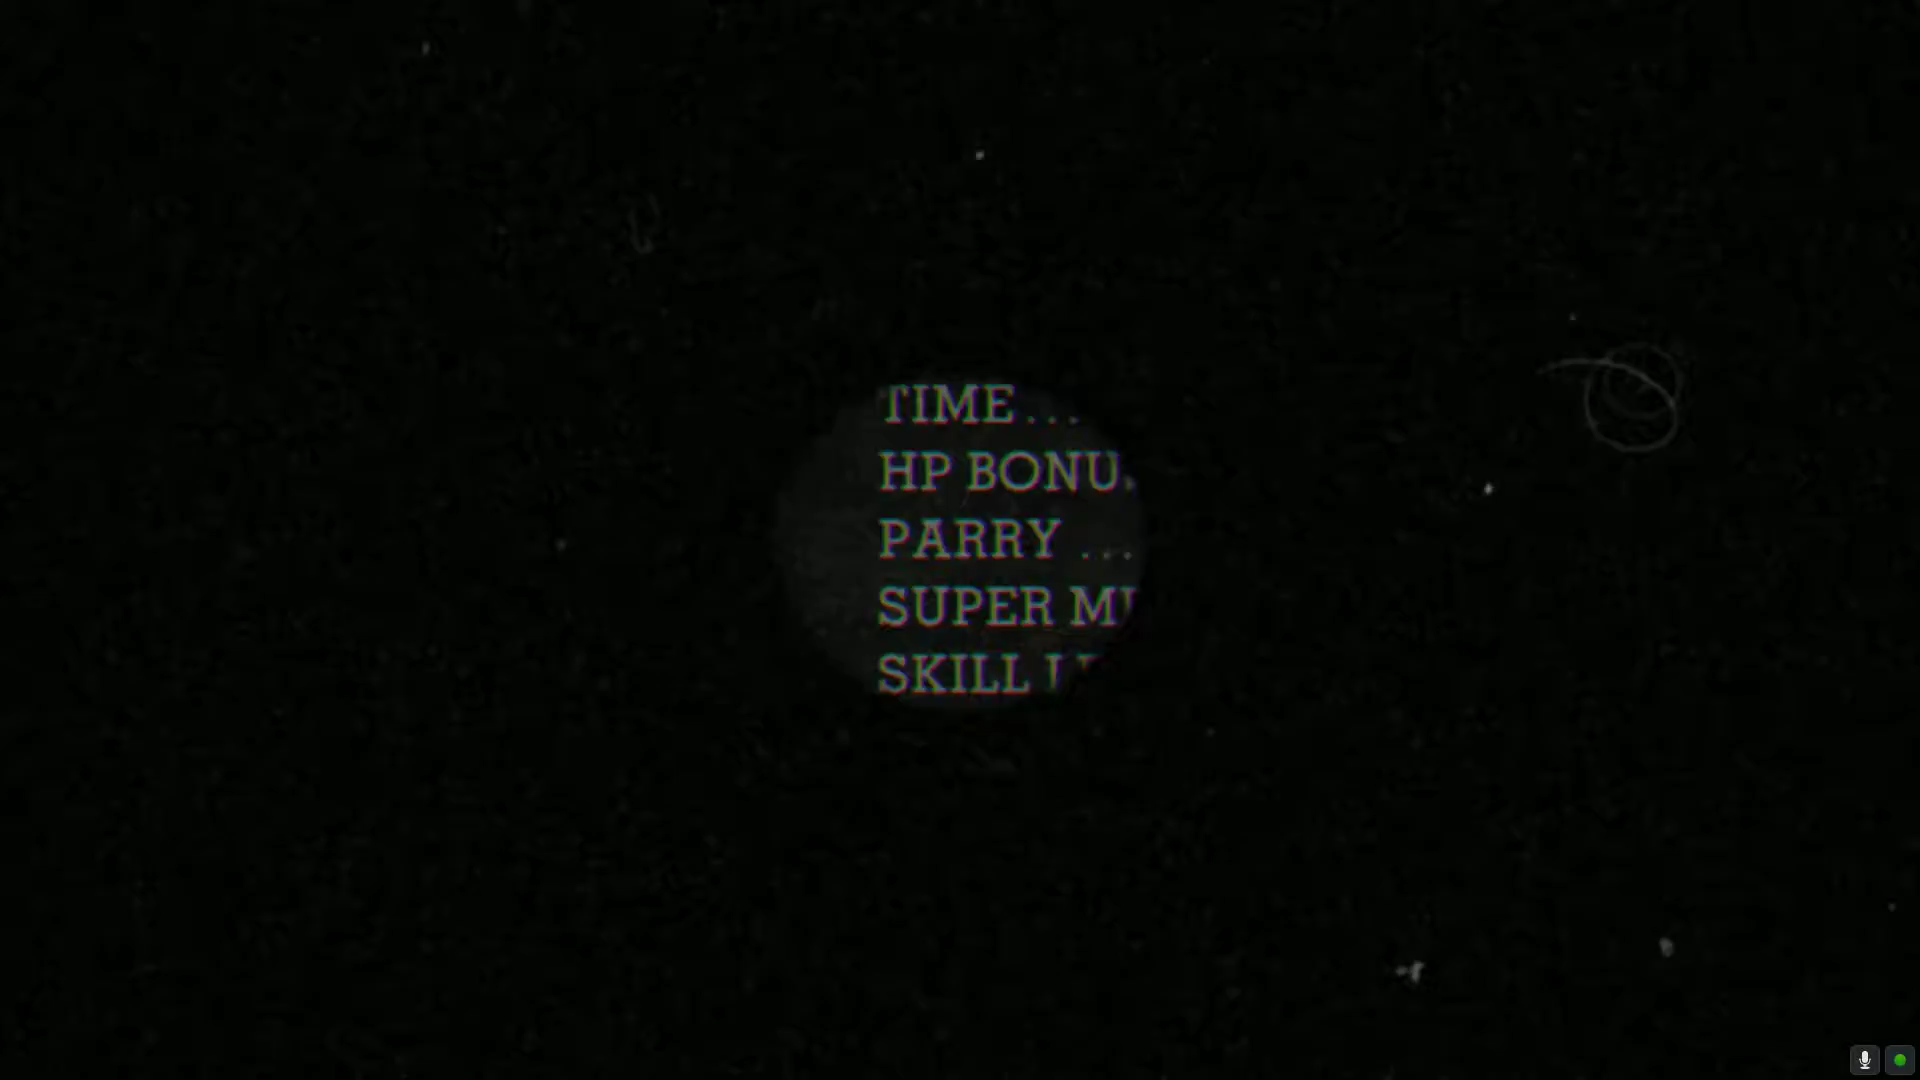 TIME...
HP BONU
PARRY ...
SUPER M
SKILL